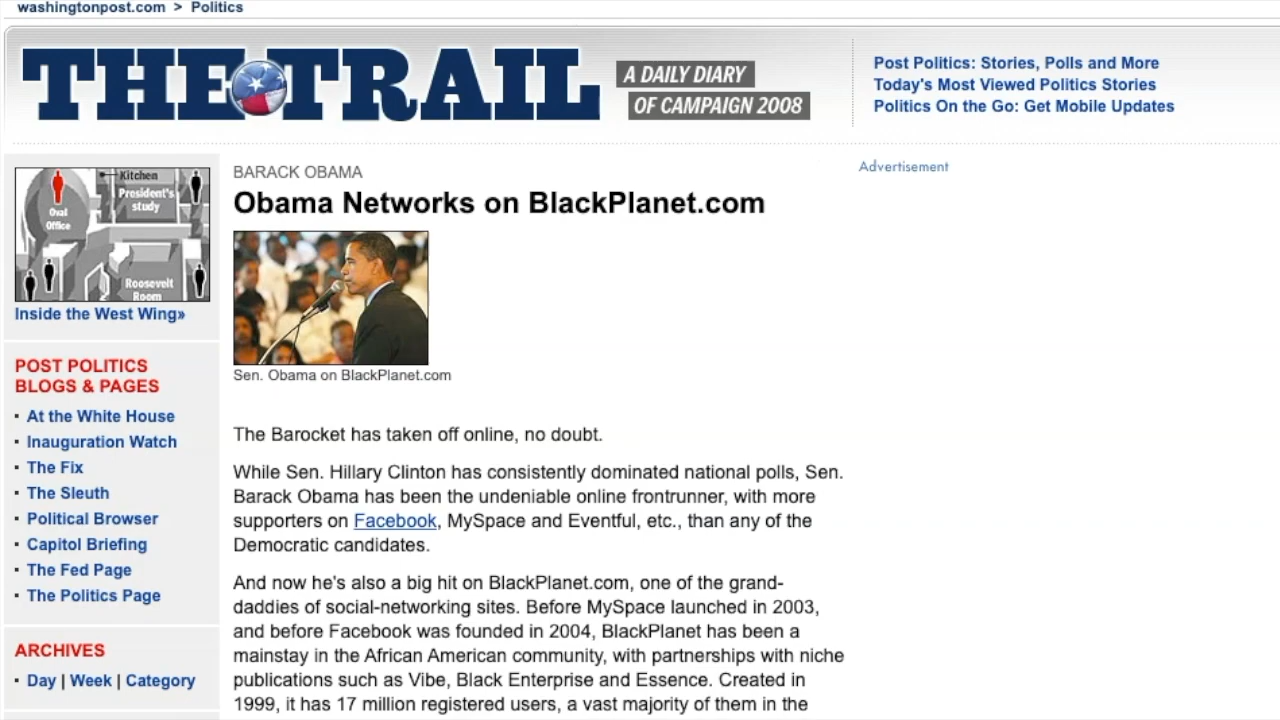 washingtonpost.com > Politics
THE TRAIL
A DAILY DIARY
OF CAMPAIGN 2008
Post Politics: Stories, Polls and More
Today's Most Viewed Politics Stories
Politics On the Go: Get Mobile Updates
Kitchen
President's
study
Oval
Office
Roosevelt
Room
Inside the West Wing»
POST POLITICS
BLOGS & PAGES
▪ At the White House
▪ Inauguration Watch
▪ The Fix
▪ The Sleuth
▪ Political Browser
▪ Capitol Briefing
▪ The Fed Page
▪ The Politics Page
ARCHIVES
▪ Day | Week | Category
BARACK OBAMA
Obama Networks on BlackPlanet.com
Sen. Obama on BlackPlanet.com
The Barocket has taken off online, no doubt.
While Sen. Hillary Clinton has consistently dominated national polls, Sen.
Barack Obama has been the undeniable online frontrunner, with more
supporters on Facebook, MySpace and Eventful, etc., than any of the
Democratic candidates.
And now he's also a big hit on BlackPlanet.com, one of the grand-
daddies of social-networking sites. Before MySpace launched in 2003,
and before Facebook was founded in 2004, BlackPlanet has been a
mainstay in the African American community, with partnerships with niche
publications such as Vibe, Black Enterprise and Essence. Created in
1999, it has 17 million registered users, a vast majority of them in the
Advertisement